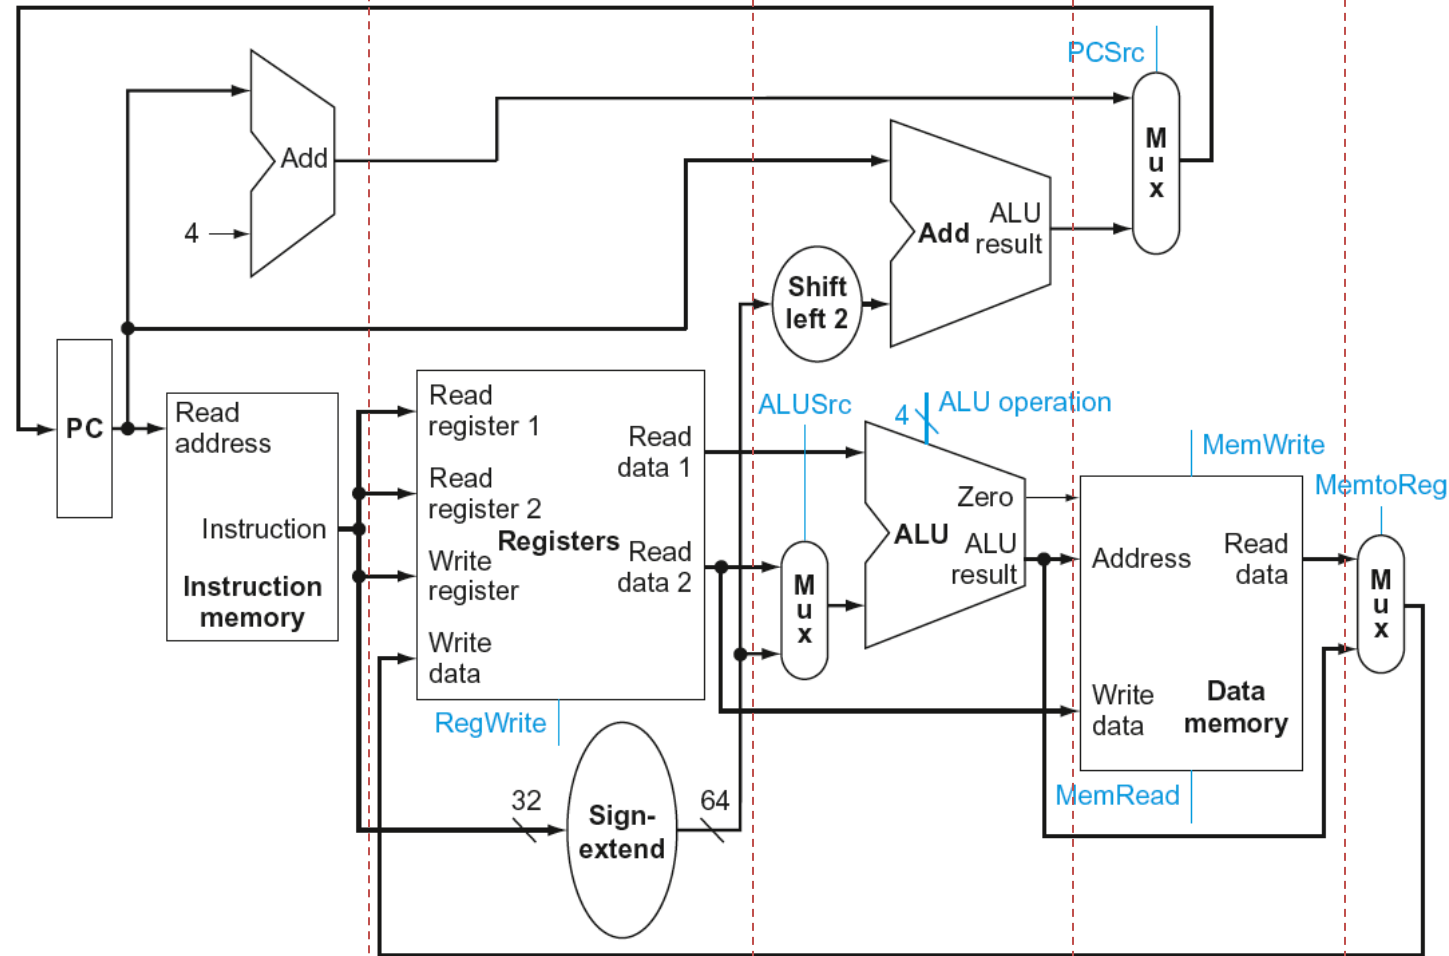 PCSrc
M
u
x
Add
4
Add
ALU
result
Shift
left 2
PC
Read
address
Instruction
Instruction
memory
Read
register 1
Read
register 2
Write
register
Write
data
Registers
Read
data 1
Read
data 2
RegWrite
32
Sign-
extend
64
ALUSrc
M
u
x
4
ALU operation
Zero
ALU
ALU
result
MemWrite
Address
Read
data
Write
data
Data
memory
MemRead
MemtoReg
M
u
x